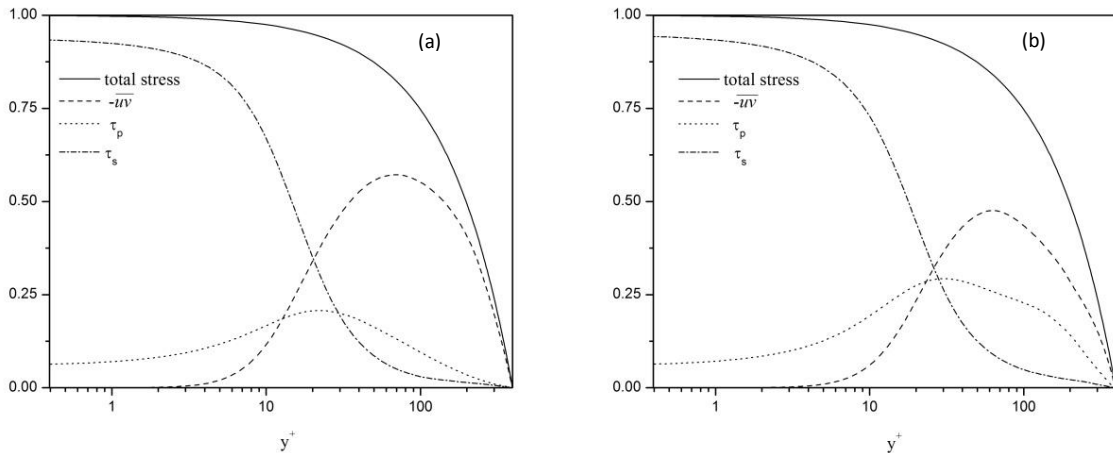 1.00
0.75
0.50
0.25
0.00
(a)
total stress
-uv
τp
τs
1
10
100
y+
1.00
0.75
0.50
0.25
0.00
(b)
total stress
-uv
τp
τs
1
10
100
y+